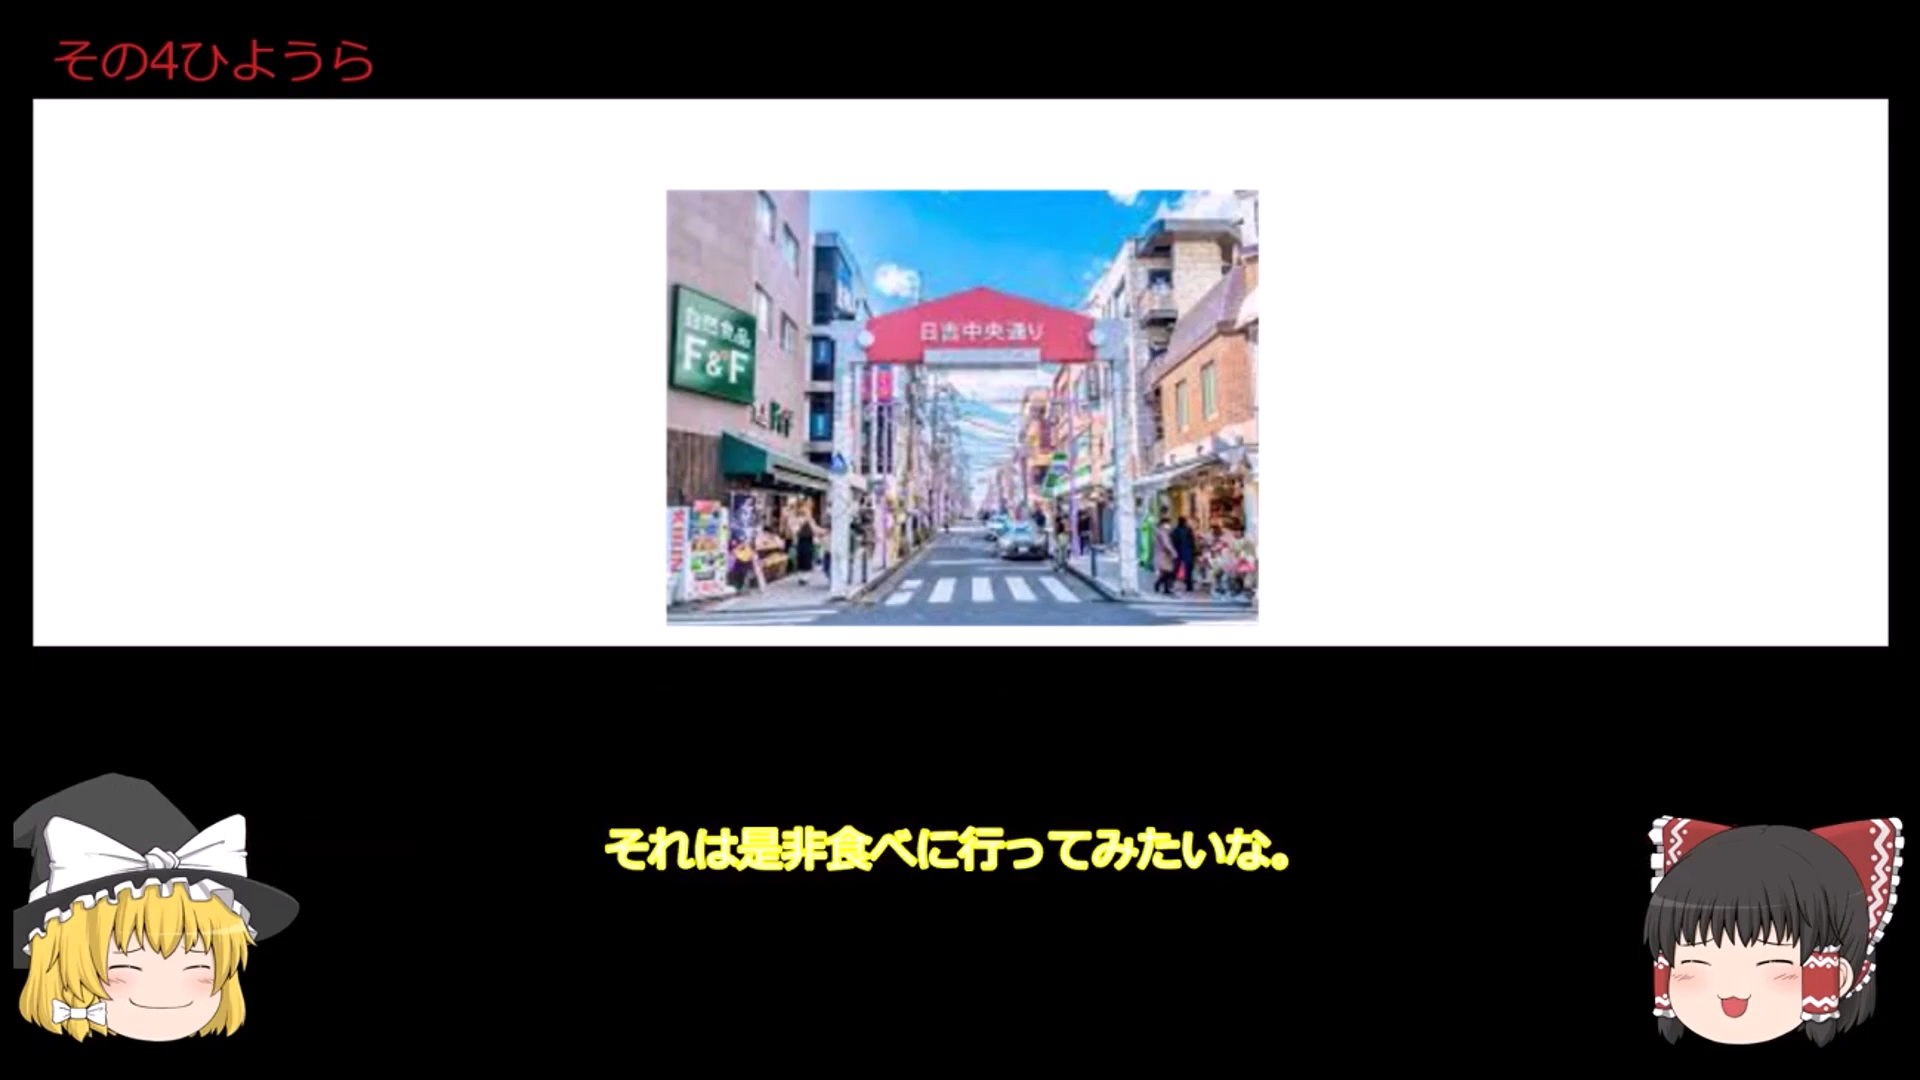 その4ひようら
日吉中央通り
自然食品
F&F
KIRIN
それは是非食べに行ってみたいな。